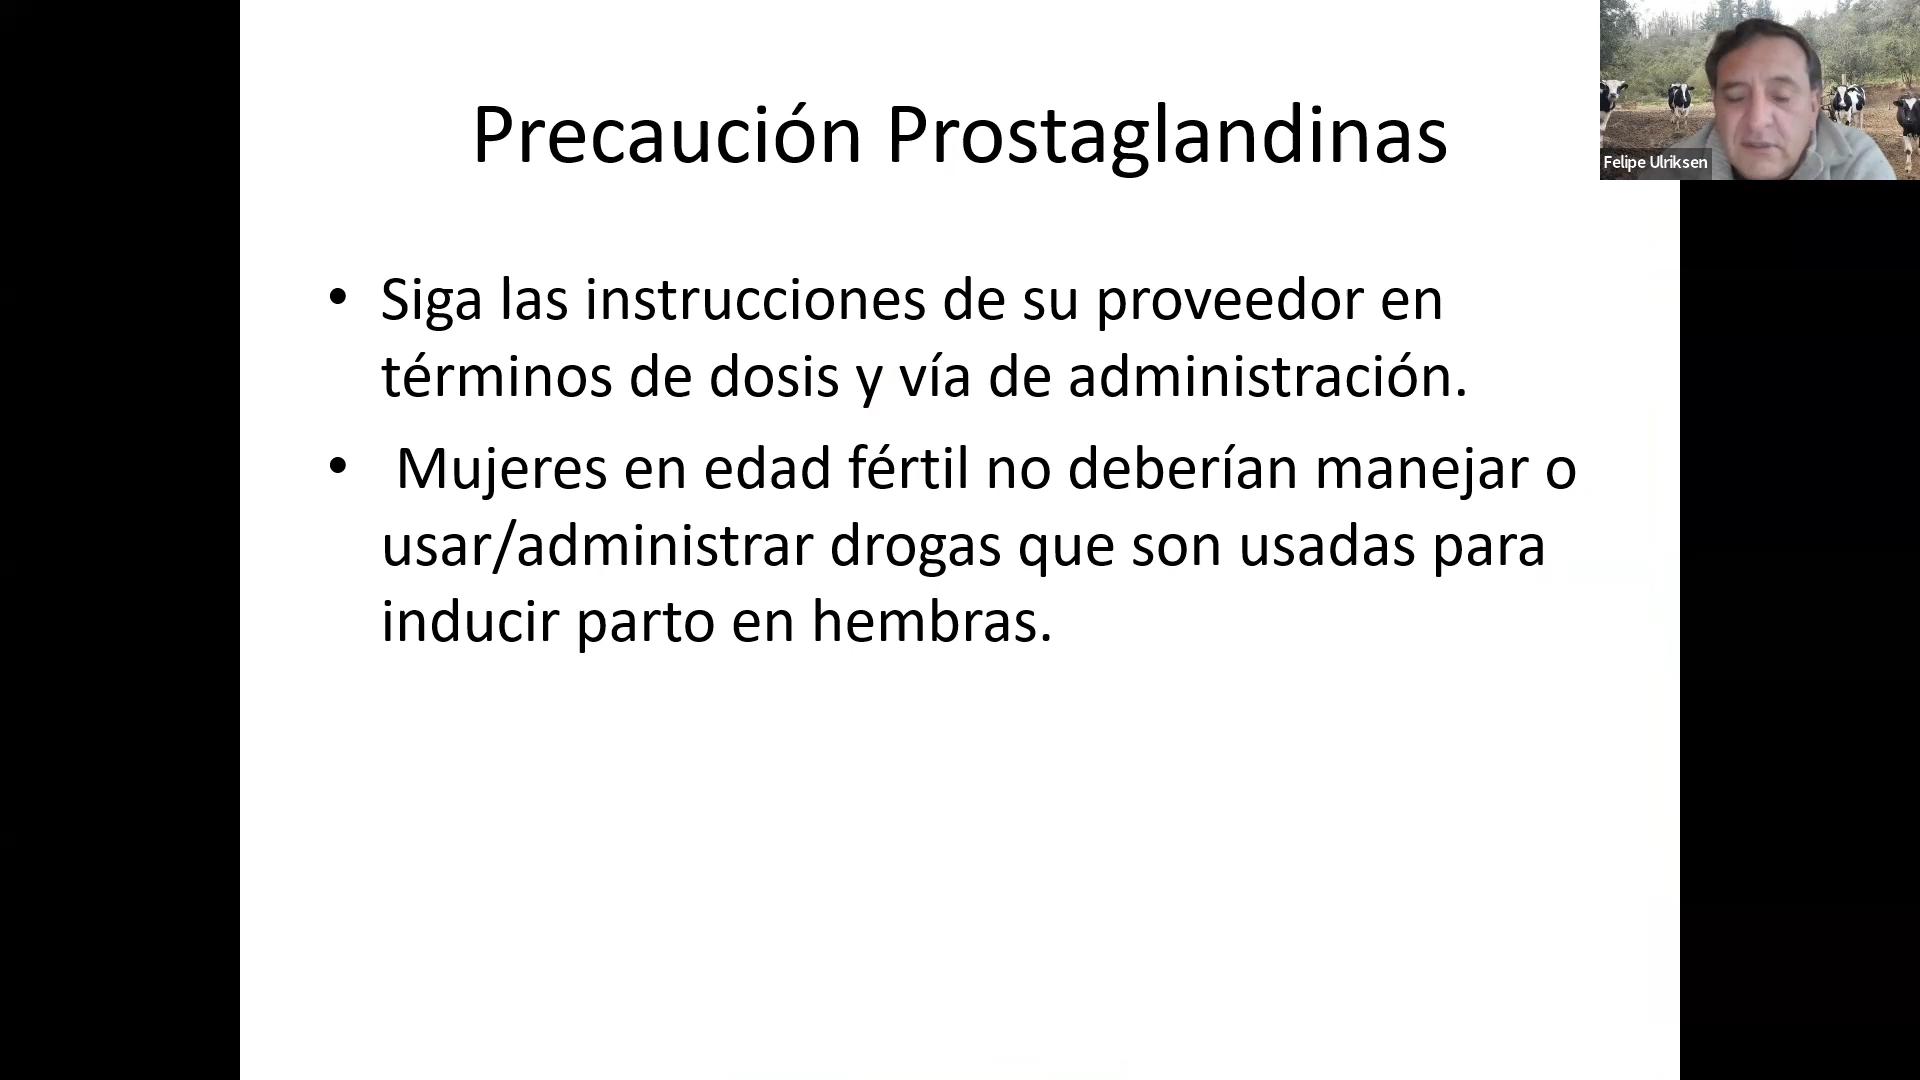 Precaución Prostaglandinas
Felipe Ulriksen
• Siga las instrucciones de su proveedor en
términos de dosis y vía de administración.
• Mujeres en edad fértil no deberían manejar o
usar/administrar drogas que son usadas para
inducir parto en hembras.